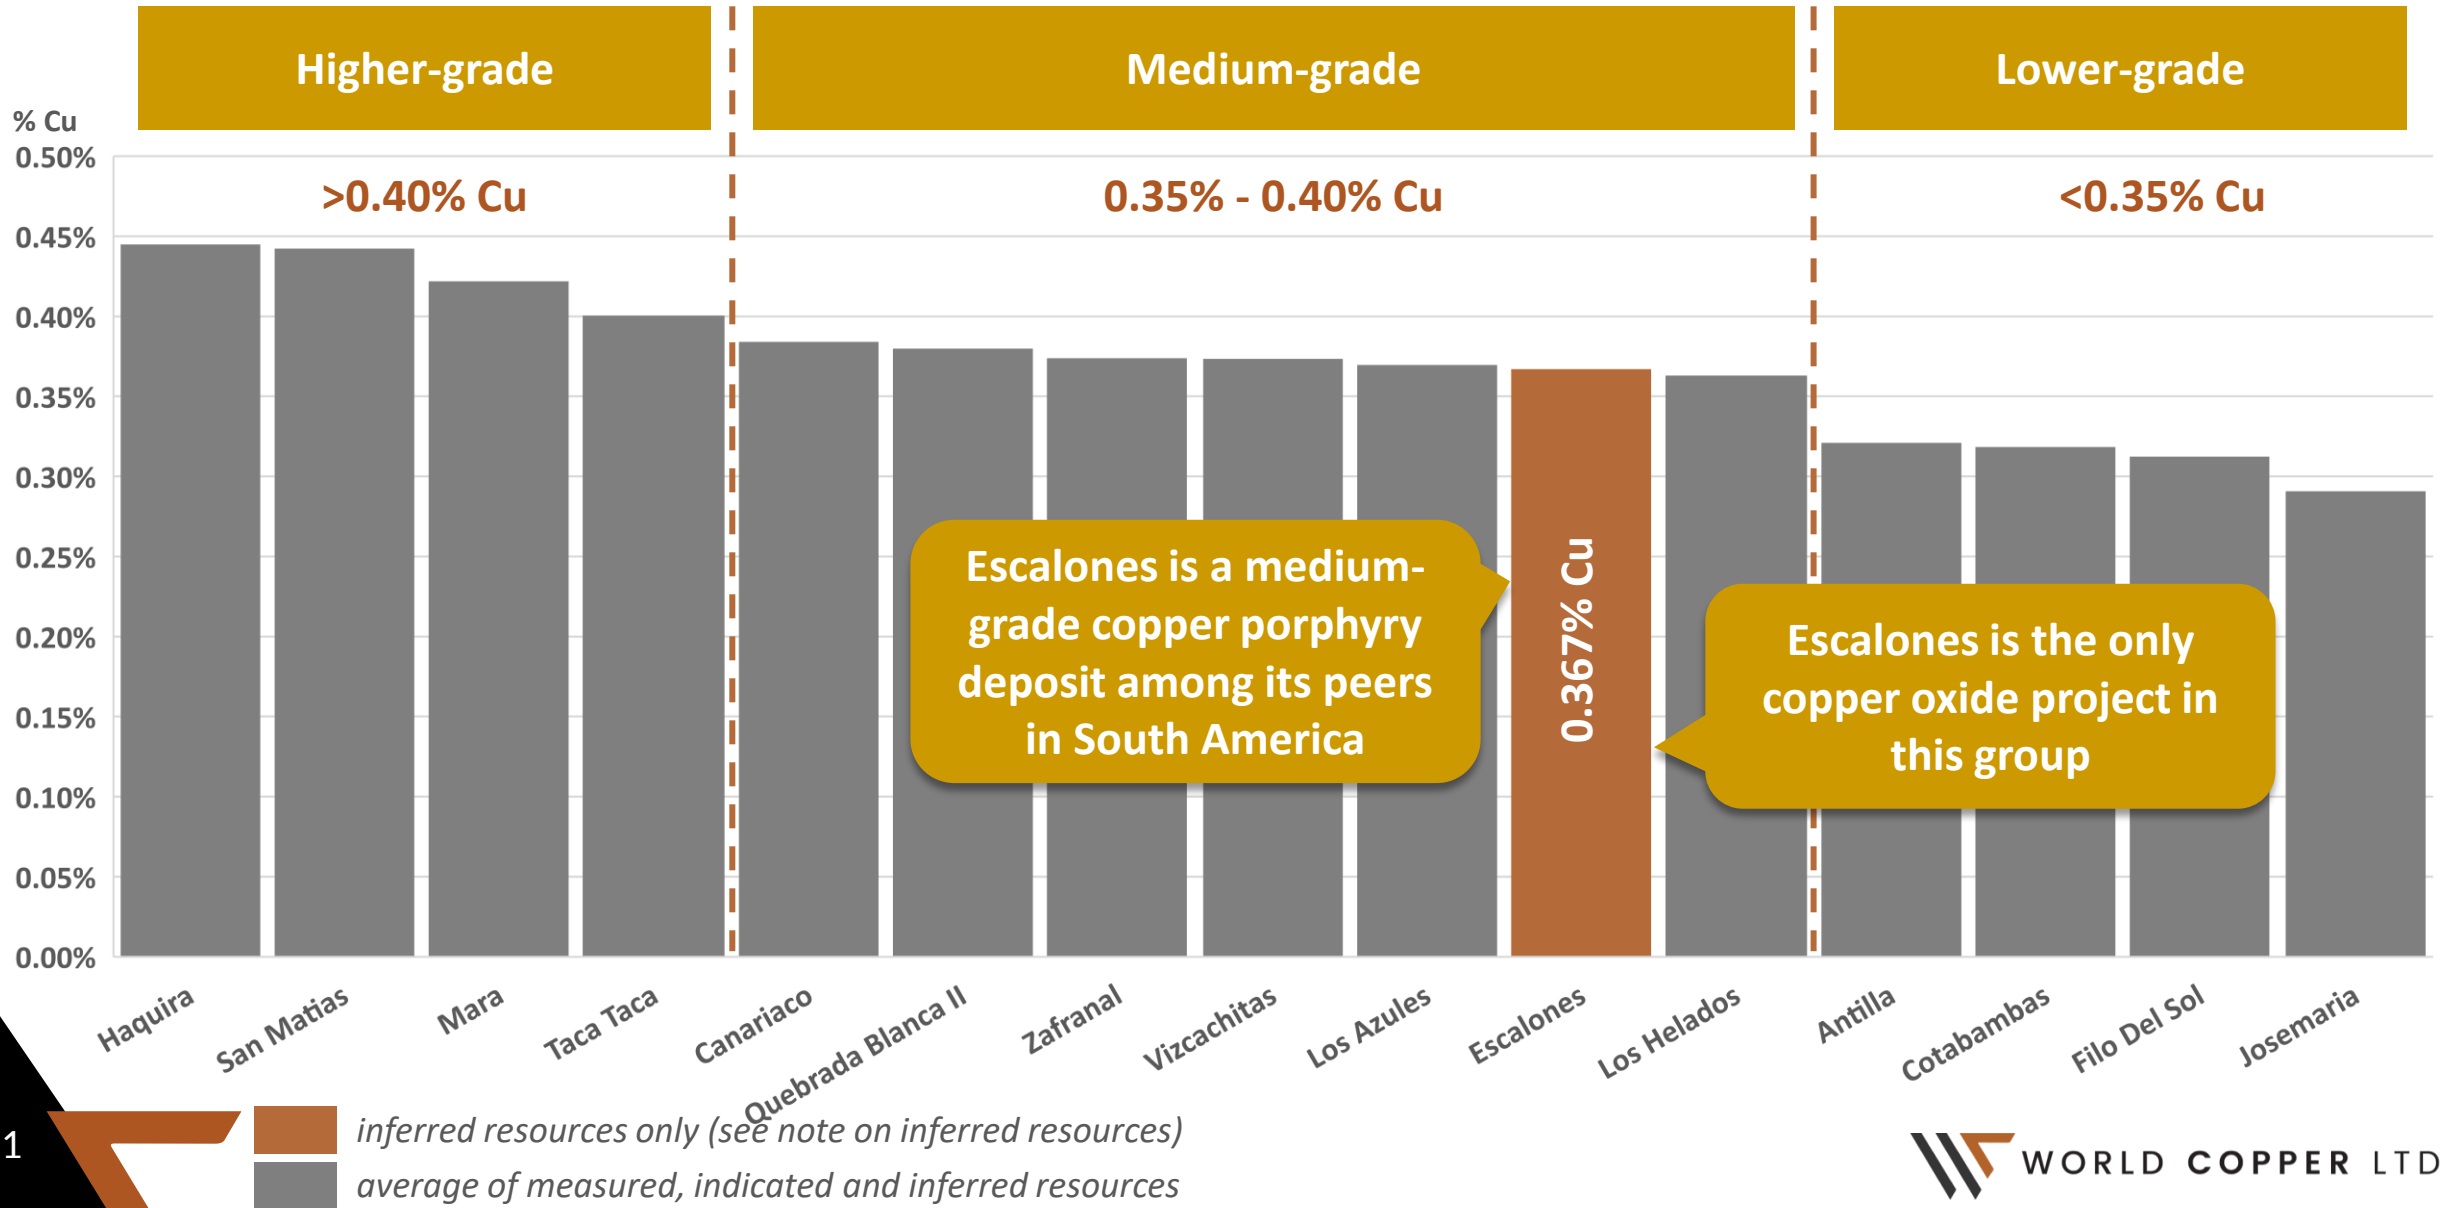 Higher-grade
Medium-grade
Lower-grade
% Cu
>0.40% Cu
0.35% - 0.40% Cu
<0.35% Cu
0.50%
0.45%
0.40%
0.35%
0.30%
0.25%
0.20%
0.15%
0.10%
0.05%
0.00%
Escalones is a medium-
grade copper porphyry
deposit among its peers
in South America
0.367% Cu
Escalones is the only
copper oxide project in
this group
Haquira
San Matias
Mara
Taca Taca
Canariaco
Quebrada Blanca II
Zafranal
Vizcachitas
Los Azules
Escalones
Los Helados
Antilla
Cotabambas
Filo Del Sol
Josemaria
inferred resources only (see note on inferred resources)
average of measured, indicated and inferred resources
1
WORLD COPPER LTD